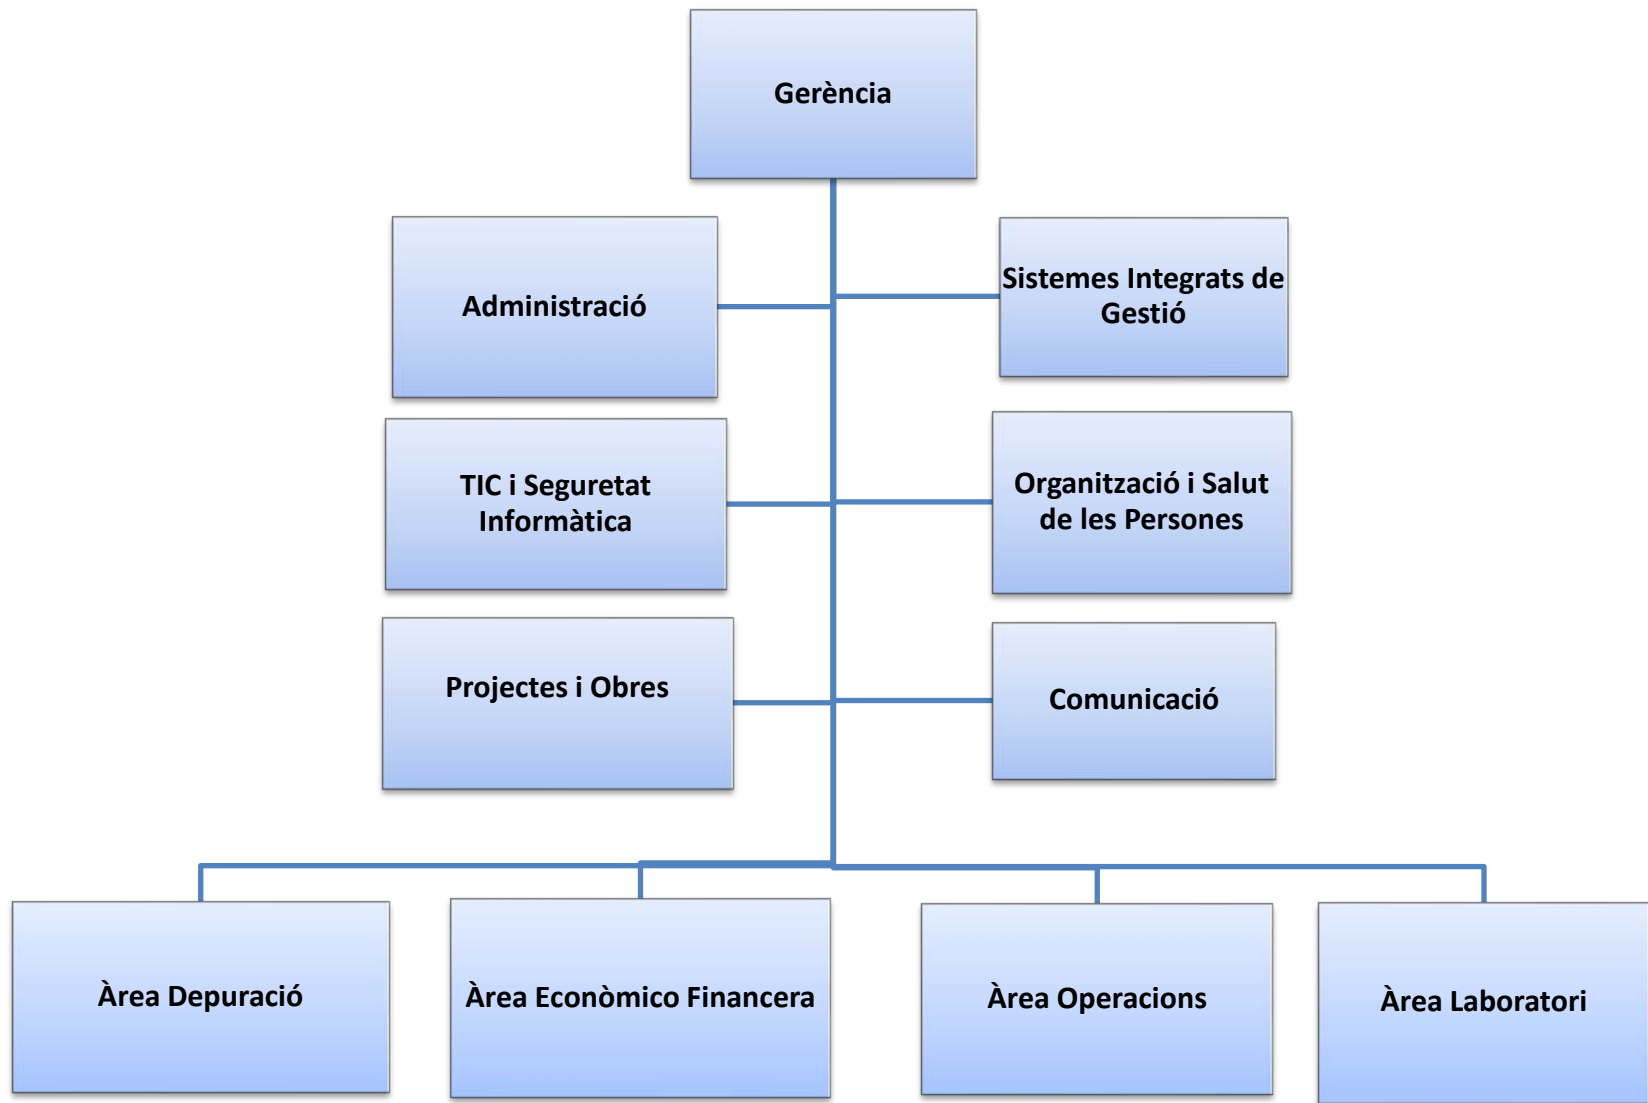 Gerència
Administració
Sistemes Integrats de
Gestió
TIC i Seguretat
Informàtica
Organització i Salut
de les Persones
Projectes i Obres
Comunicació
Àrea Depuració
Àrea Econòmico Financera
Àrea Operacions
Àrea Laboratori